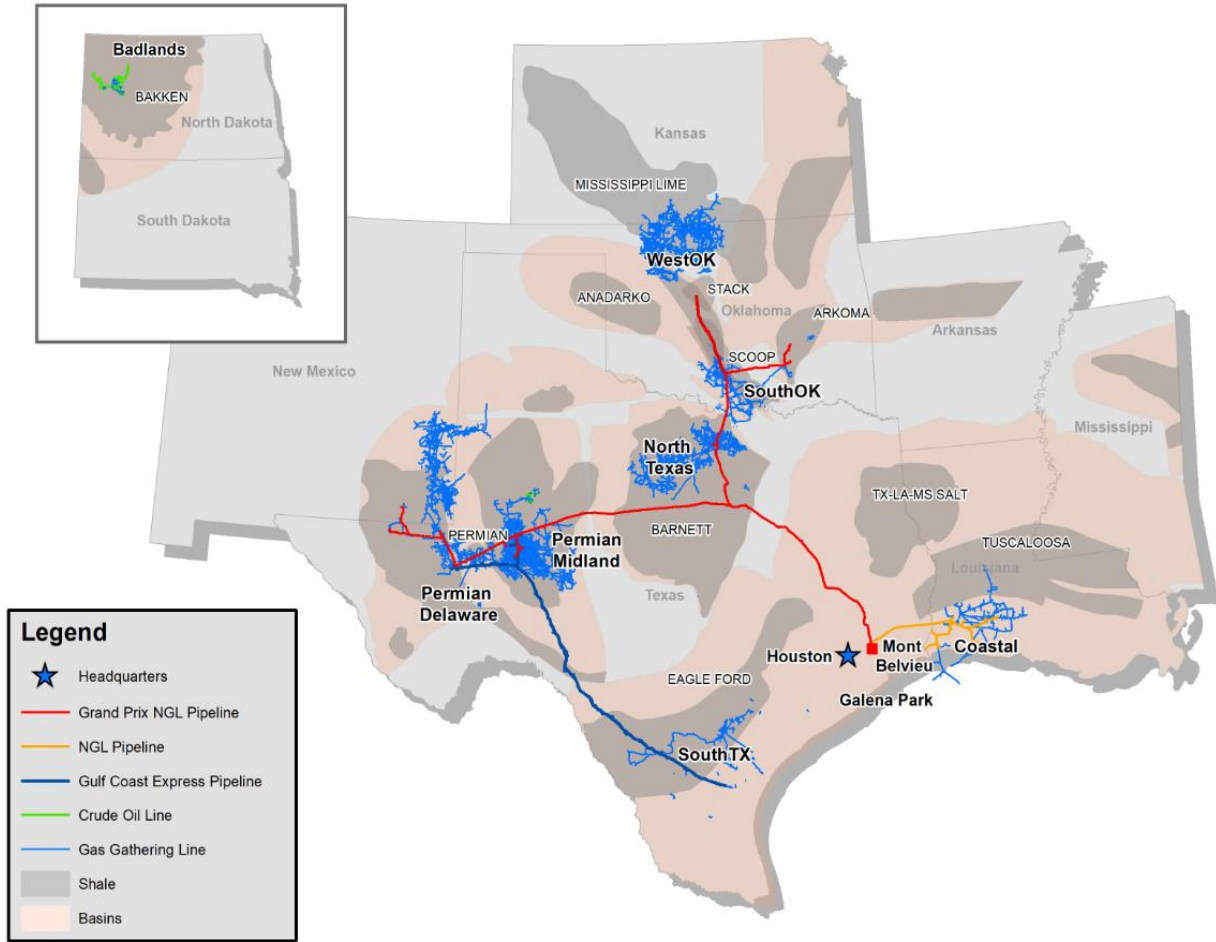 Badlands
BAKKEN
North Dakota
South Dakota
Kansas
MISSISSIPPI LIME
WestOK
STACK
ANADARKO
Oklahoma
ARKOMA
Arkansas
SCOOP
New Mexico
SouthOK
Mississippi
North
Texas
TX-LA-MS SALT
BARNETT
PERMIAN
Permian
Midland
TUSCALOOSA
Louisiana
Permian
Delaware
Texas
Houston
Mont
Belvieu
Coastal
EAGLE FORD
Galena Park
SouthTX
Legend
Headquarters
Grand Prix NGL Pipeline
NGL Pipeline
Gulf Coast Express Pipeline
Crude Oil Line
Gas Gathering Line
Shale
Basins